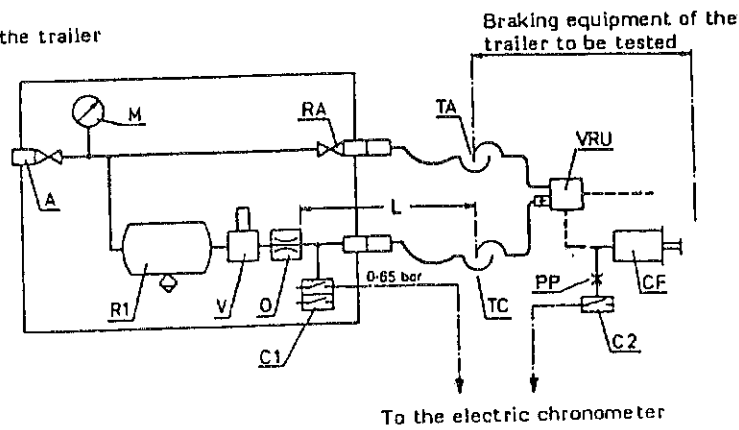 Braking equipment of the
the trailer
trailer to be tested
M
RA
TA
VRU
A
L
0·65 bar
R1
V
O
C1
TC
PP
C2
CF
To the electric chronometer